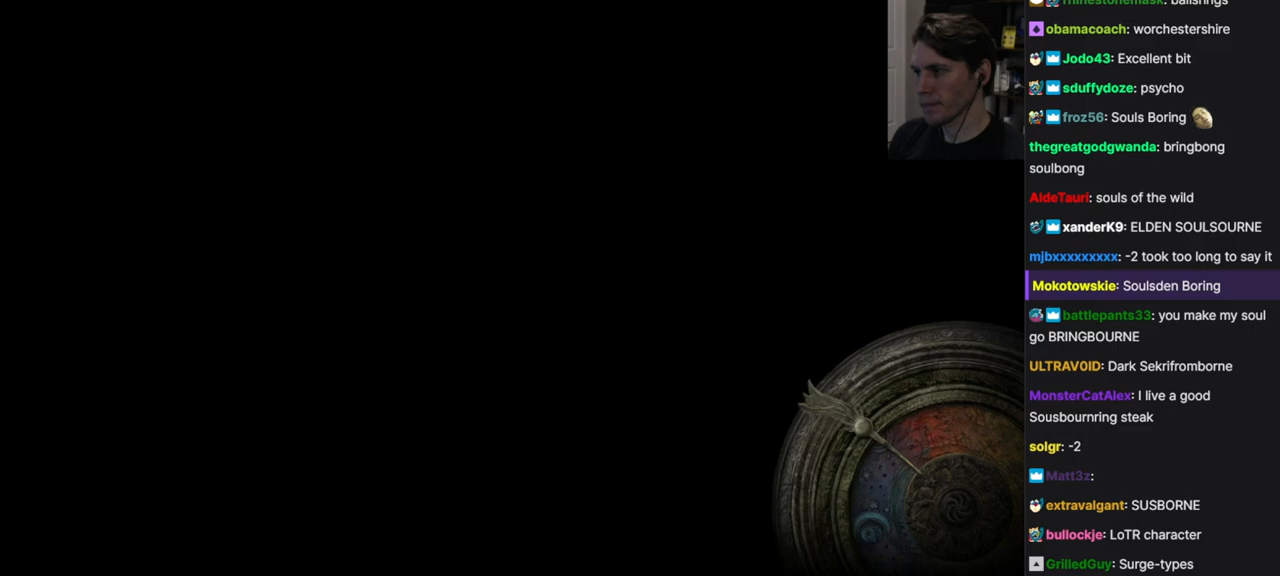 rhinestonemask: ballsrings
obamacoach: worchestershire
Jodo43: Excellent bit
sduffydoze: psycho
froz56: Souls Boring
thegreatgodgwanda: bringbong
soulbong
AldeTauri: souls of the wild
xanderK9: ELDEN SOULSOURNE
mjbxxxxxxxxx: -2 took too long to say it
Mokotowskie: Soulsden Boring
battlepants33: you make my soul
go BRINGBOURNE
ULTRAV0ID: Dark Sekrifromborne
MonsterCatAlex: I live a good
Sousbournring steak
solgr: -2
Matt3z:
extravalgant: SUSBORNE
bullockje: LoTR character
GrilledGuy: Surge-types